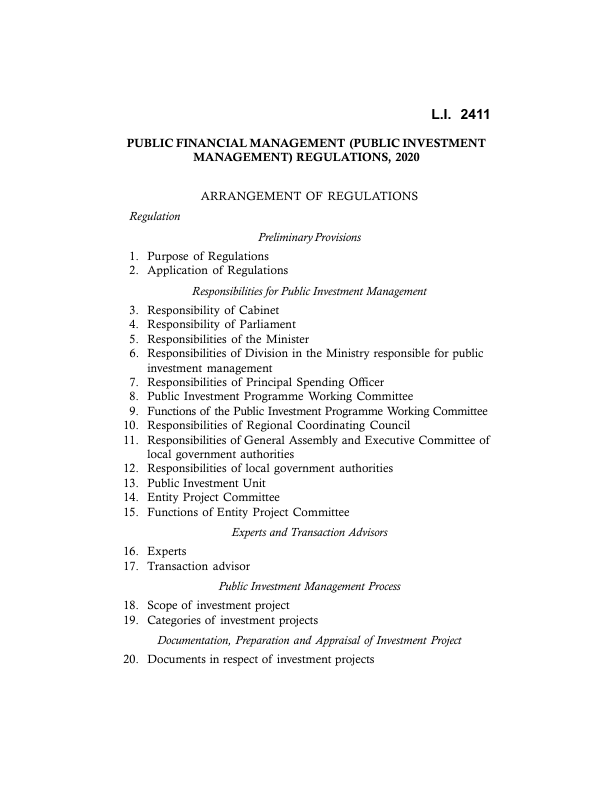 L.I. 2411
PUBLIC FINANCIAL MANAGEMENT (PUBLIC INVESTMENT
MANAGEMENT) REGULATIONS, 2020
ARRANGEMENT OF REGULATIONS
Regulation
Preliminary Provisions
1. Purpose of Regulations
2. Application of Regulations
Responsibilities for Public Investment Management
3. Responsibility of Cabinet
4. Responsibility of Parliament
5. Responsibilities of the Minister
6. Responsibilities of Division in the Ministry responsible for public
investment management
7. Responsibilities of Principal Spending Officer
8. Public Investment Programme Working Committee
9. Functions of the Public Investment Programme Working Committee
10. Responsibilities of Regional Coordinating Council
11. Responsibilities of General Assembly and Executive Committee of
local government authorities
12. Responsibilities of local government authorities
13. Public Investment Unit
14. Entity Project Committee
15. Functions of Entity Project Committee
Experts and Transaction Advisors
16. Experts
17. Transaction advisor
Public Investment Management Process
18. Scope of investment project
19. Categories of investment projects
Documentation, Preparation and Appraisal of Investment Project
20. Documents in respect of investment projects